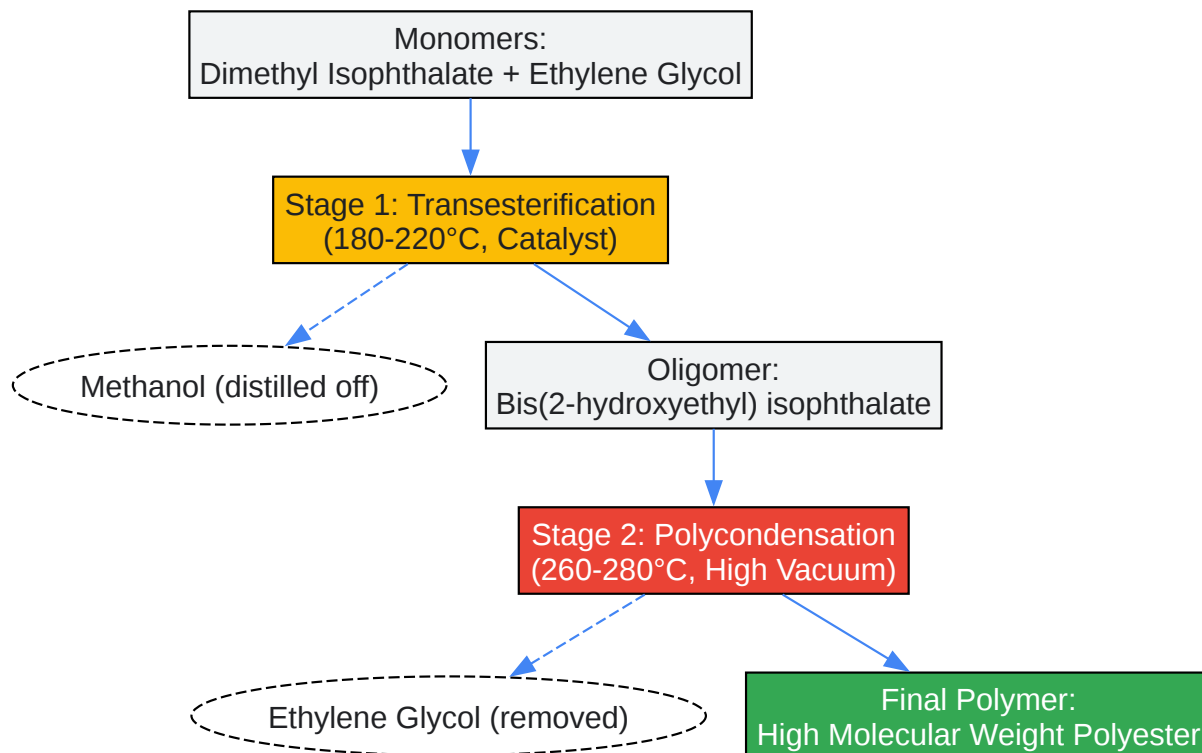 Monomers:
Dimethyl Isophthalate + Ethylene Glycol
Stage 1: Transesterification
(180-220°C, Catalyst)
Methanol (distilled off)
Oligomer:
Bis(2-hydroxyethyl) isophthalate
Stage 2: Polycondensation
(260-280°C, High Vacuum)
Ethylene Glycol (removed)
Final Polymer:
High Molecular Weight Polyester